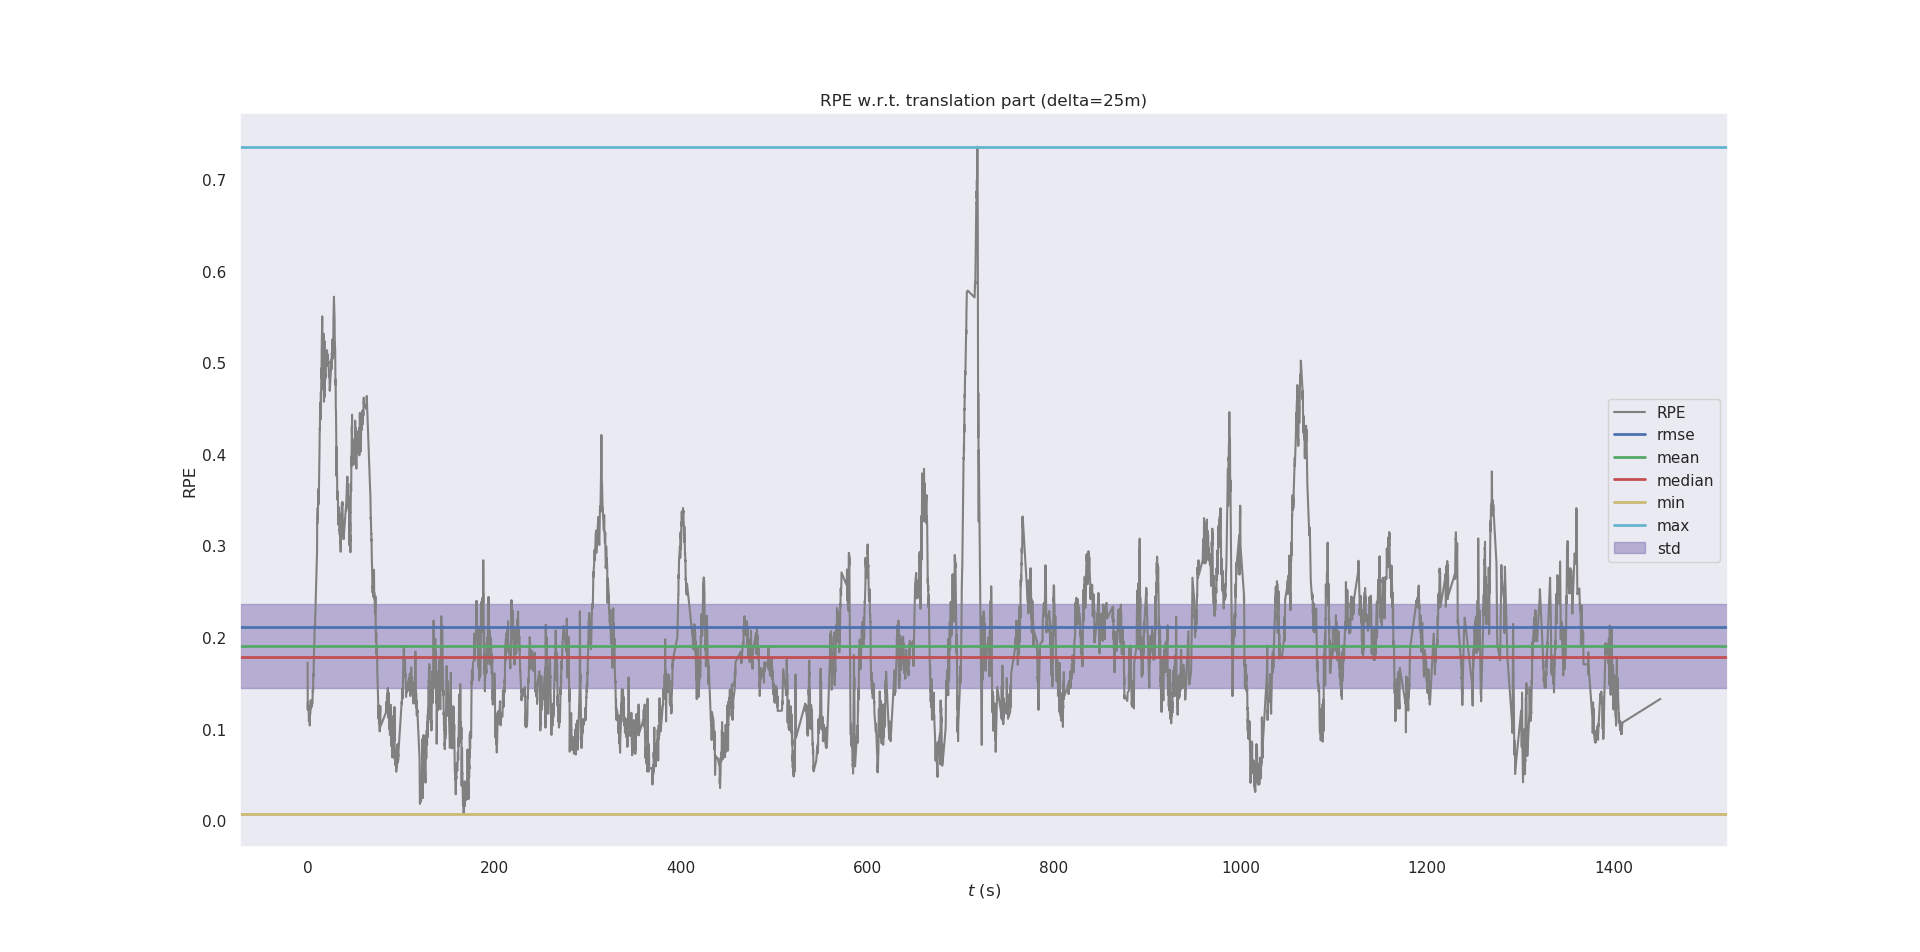 RPE w.r.t. translation part (delta=25m)
0.7
0.6
0.5
0.4
0.3
0.2
0.1
0.0
RPE
RPE
rmse
mean
median
min
max
std
0 200 400 600 800 1000 1200 1400
t (s)